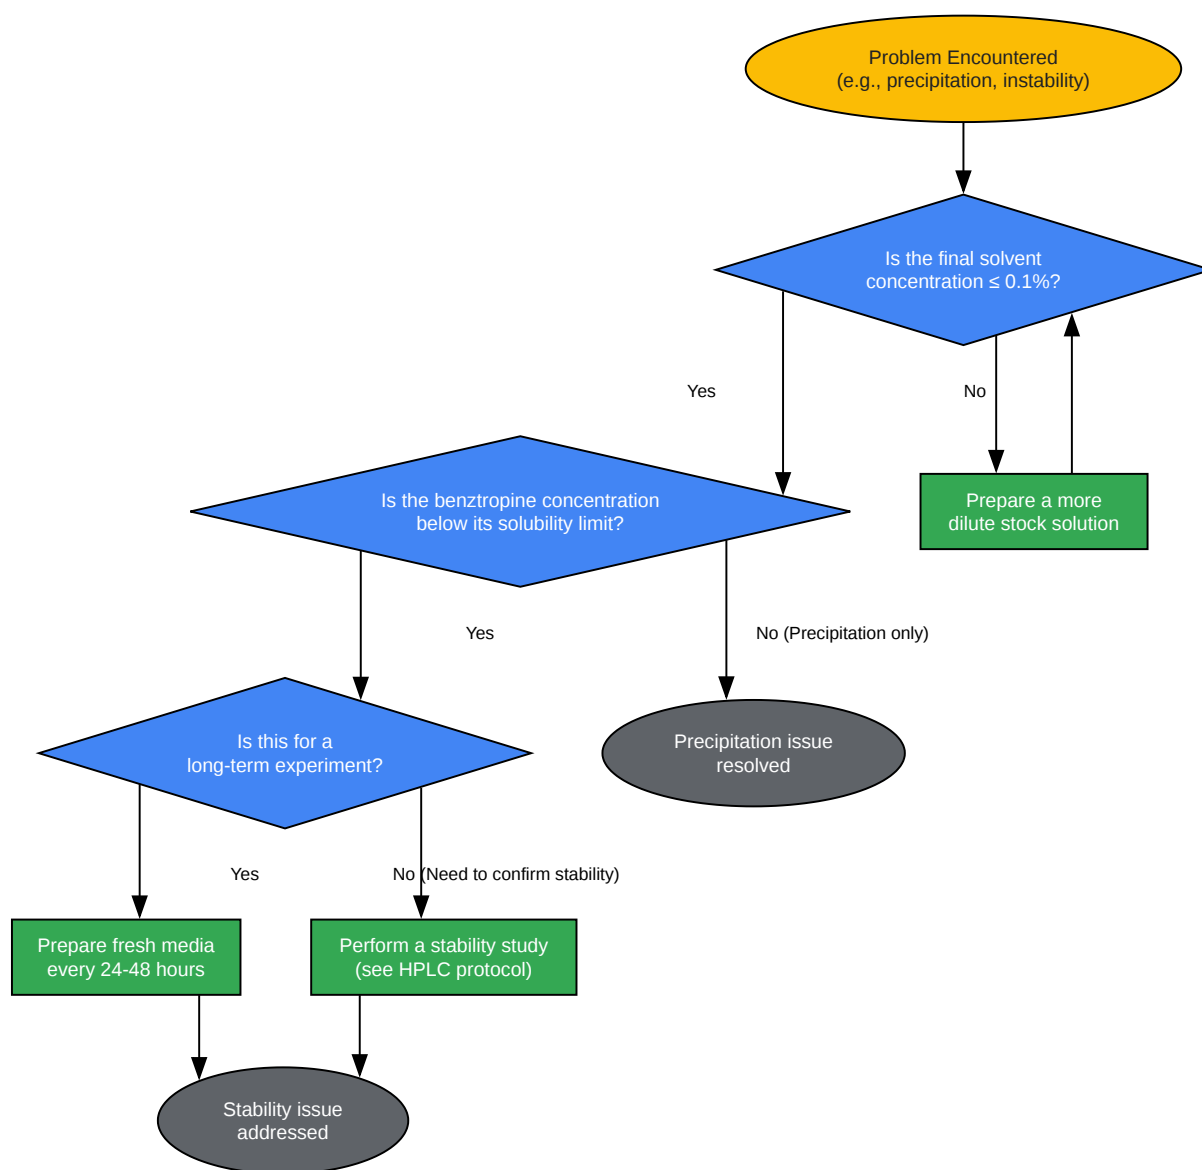 Problem Encountered
(e.g., precipitation, instability)
Is the final solvent
concentration ≤ 0.1%?
Yes
No
Is the benztropine concentration
below its solubility limit?
Prepare a more
dilute stock solution
Yes
No (Precipitation only)
Is this for a
long-term experiment?
Precipitation issue
resolved
Yes
No (Need to confirm stability)
Prepare fresh media
every 24-48 hours
Perform a stability study
(see HPLC protocol)
Stability issue
addressed